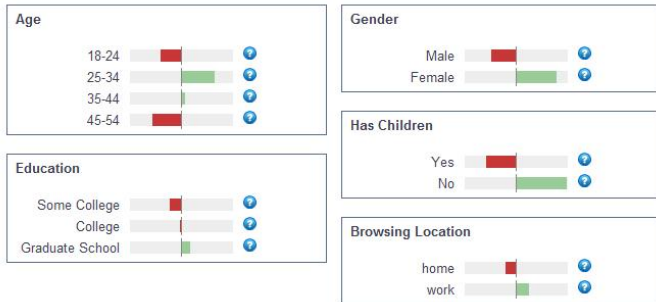 Age
18-24
25-34
35-44
45-54
Education
Some College
College
Graduate School
Gender
Male
Female
Has Children
Yes
No
Browsing Location
home
work